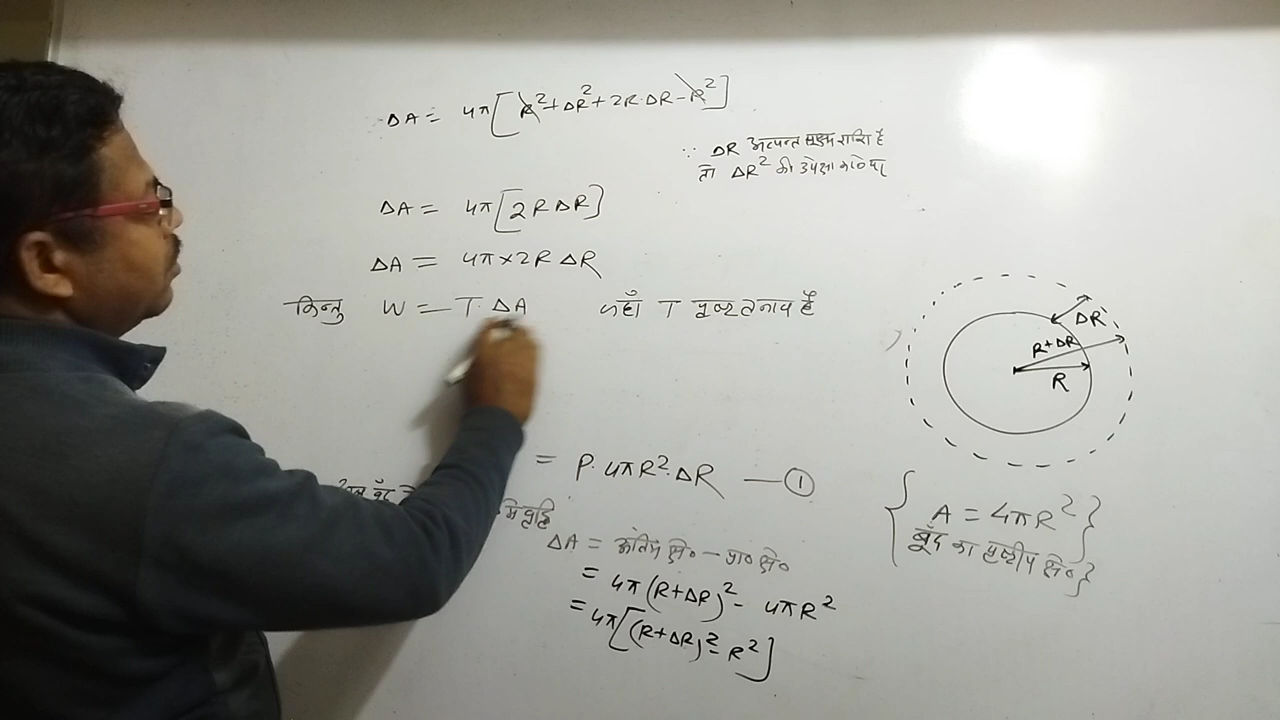 ΔA = 4π[R²+ΔR²+2R·ΔR-R²]
∵ ΔR अत्यन्त सूक्ष्म राशि है
तो ΔR² की उपेक्षा करने पर
ΔA = 4π[2RΔR]
ΔA = 4π×2RΔR
किन्तु W = T·ΔA जहाँ T पृष्ठ तनाव है
= P·4πR²·ΔR —①
में वृद्धि
ΔA = अंतिम क्षे० - प्रा० क्षे०
= 4π(R+ΔR)² - 4πR²
= 4π[(R+ΔR)²-R²]
ΔR
R+ΔR
R
{A = 4πR²}
बूँद का पृष्ठीय क्षे०}